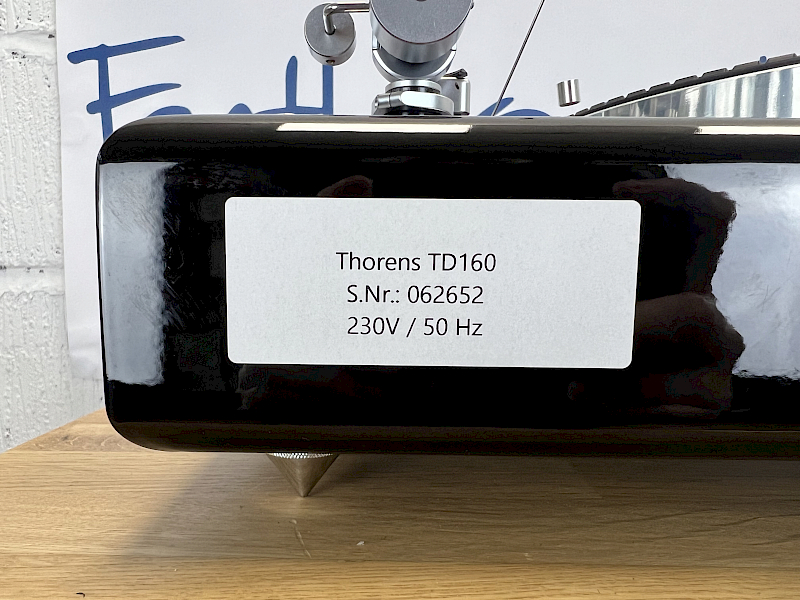 Thorens TD160
S.Nr.: 062652
230V / 50 Hz